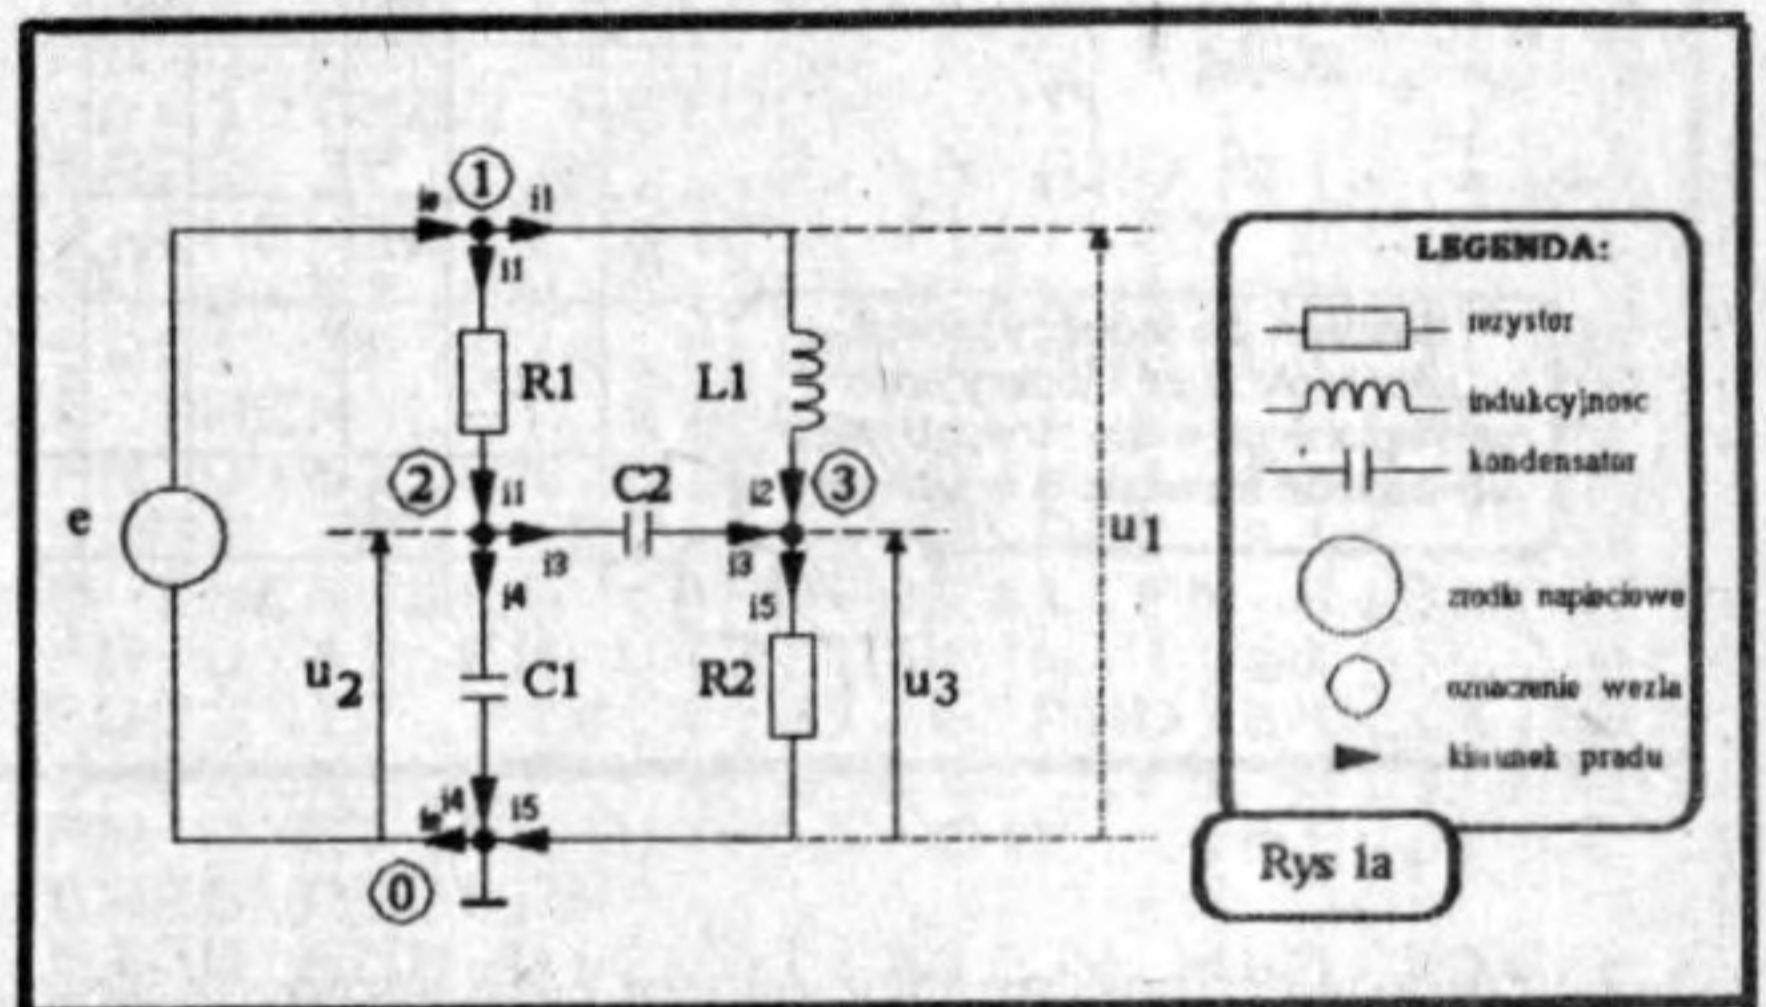 1
ie i1
i1
R1 L1
2 i1 C2 i2 3
e
i3 i3
i4 i5
u1
u2 C1 R2 u3
i4 i5
ie
0
LEGENDA:
rezystor
indukcyjnosc
kondensator
zrodlo napieciowe
oznaczenie wezla
kierunek pradu
Rys 1a